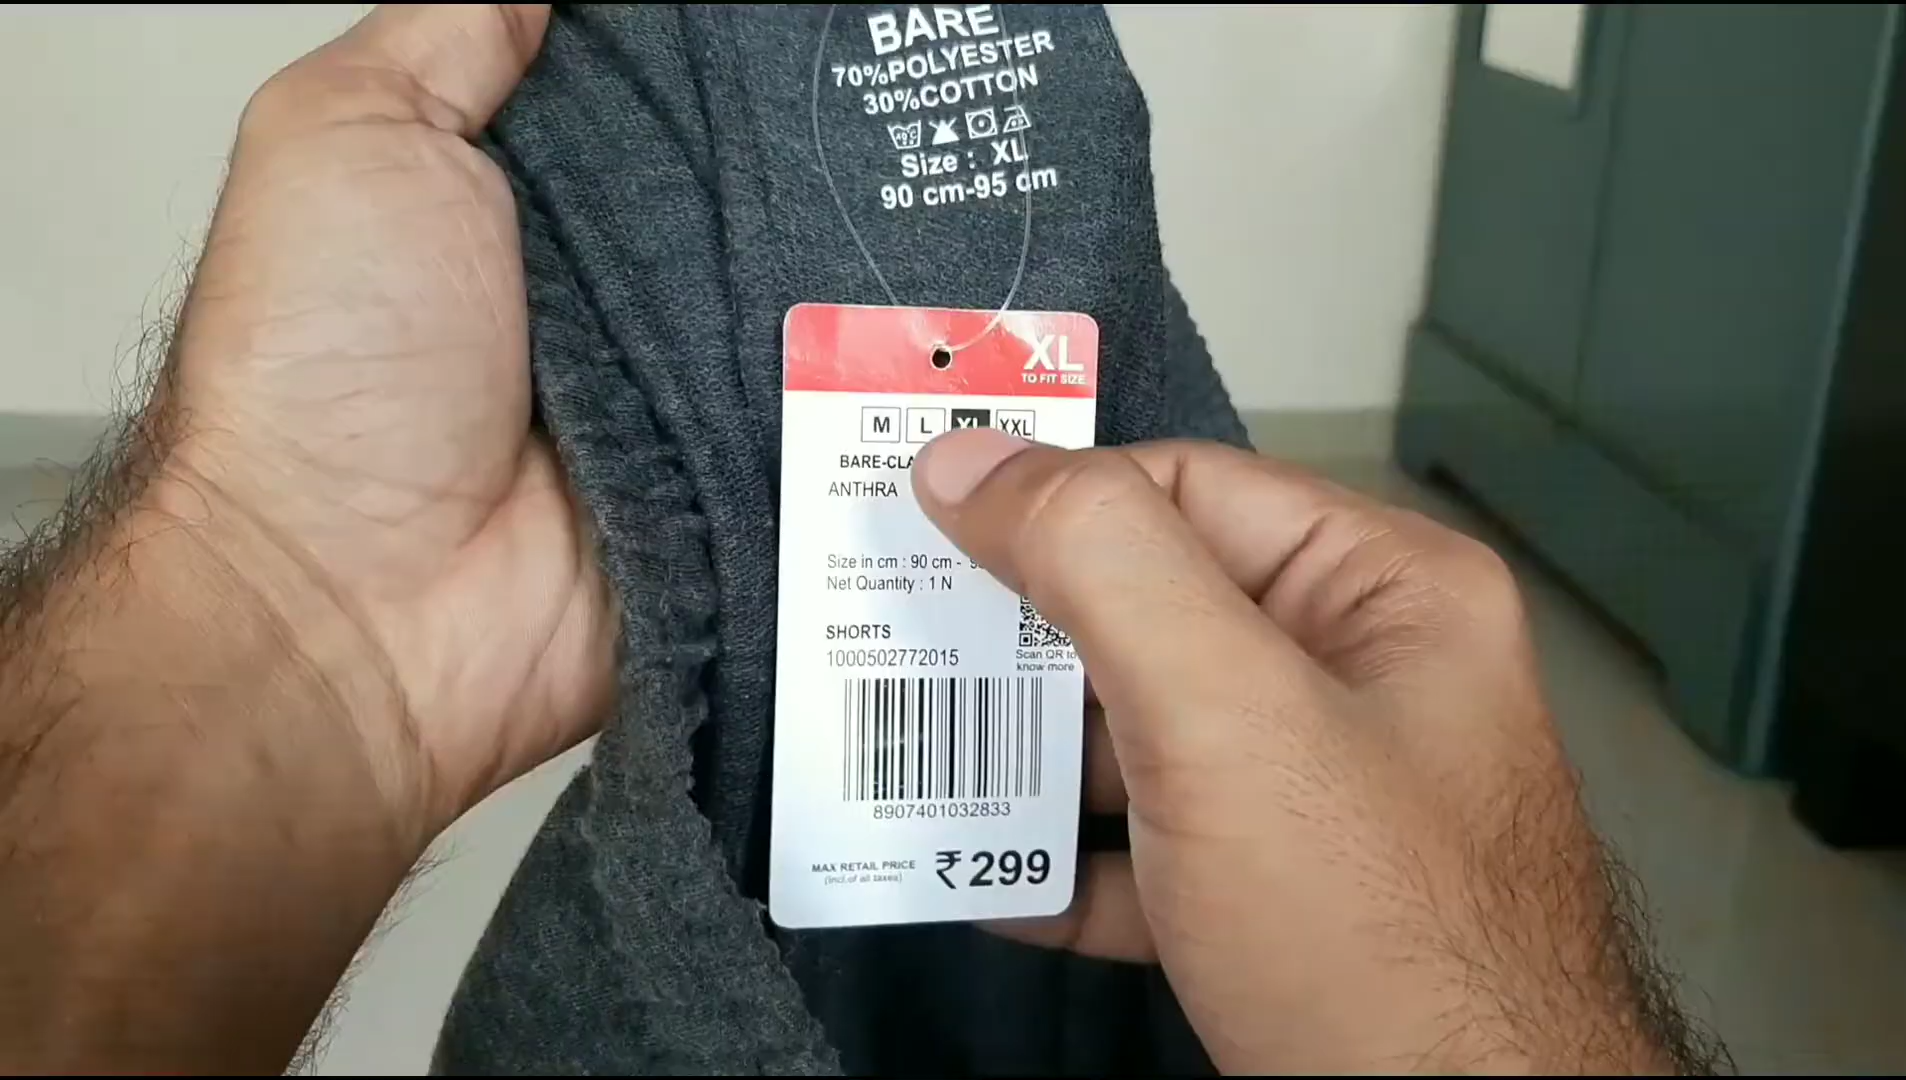 BARE
70%POLYESTER
30%COTTON
40°C
Size : XL
90 cm-95 cm
XL
TO FIT SIZE
M L XL XXL
BARE-CLA
ANTHRA
Size in cm : 90 cm -
Net Quantity : 1 N
SHORTS
1000502772015
Scan QR to
know more
8907401032833
MAX RETAIL PRICE
(incl.of all taxes)
₹299